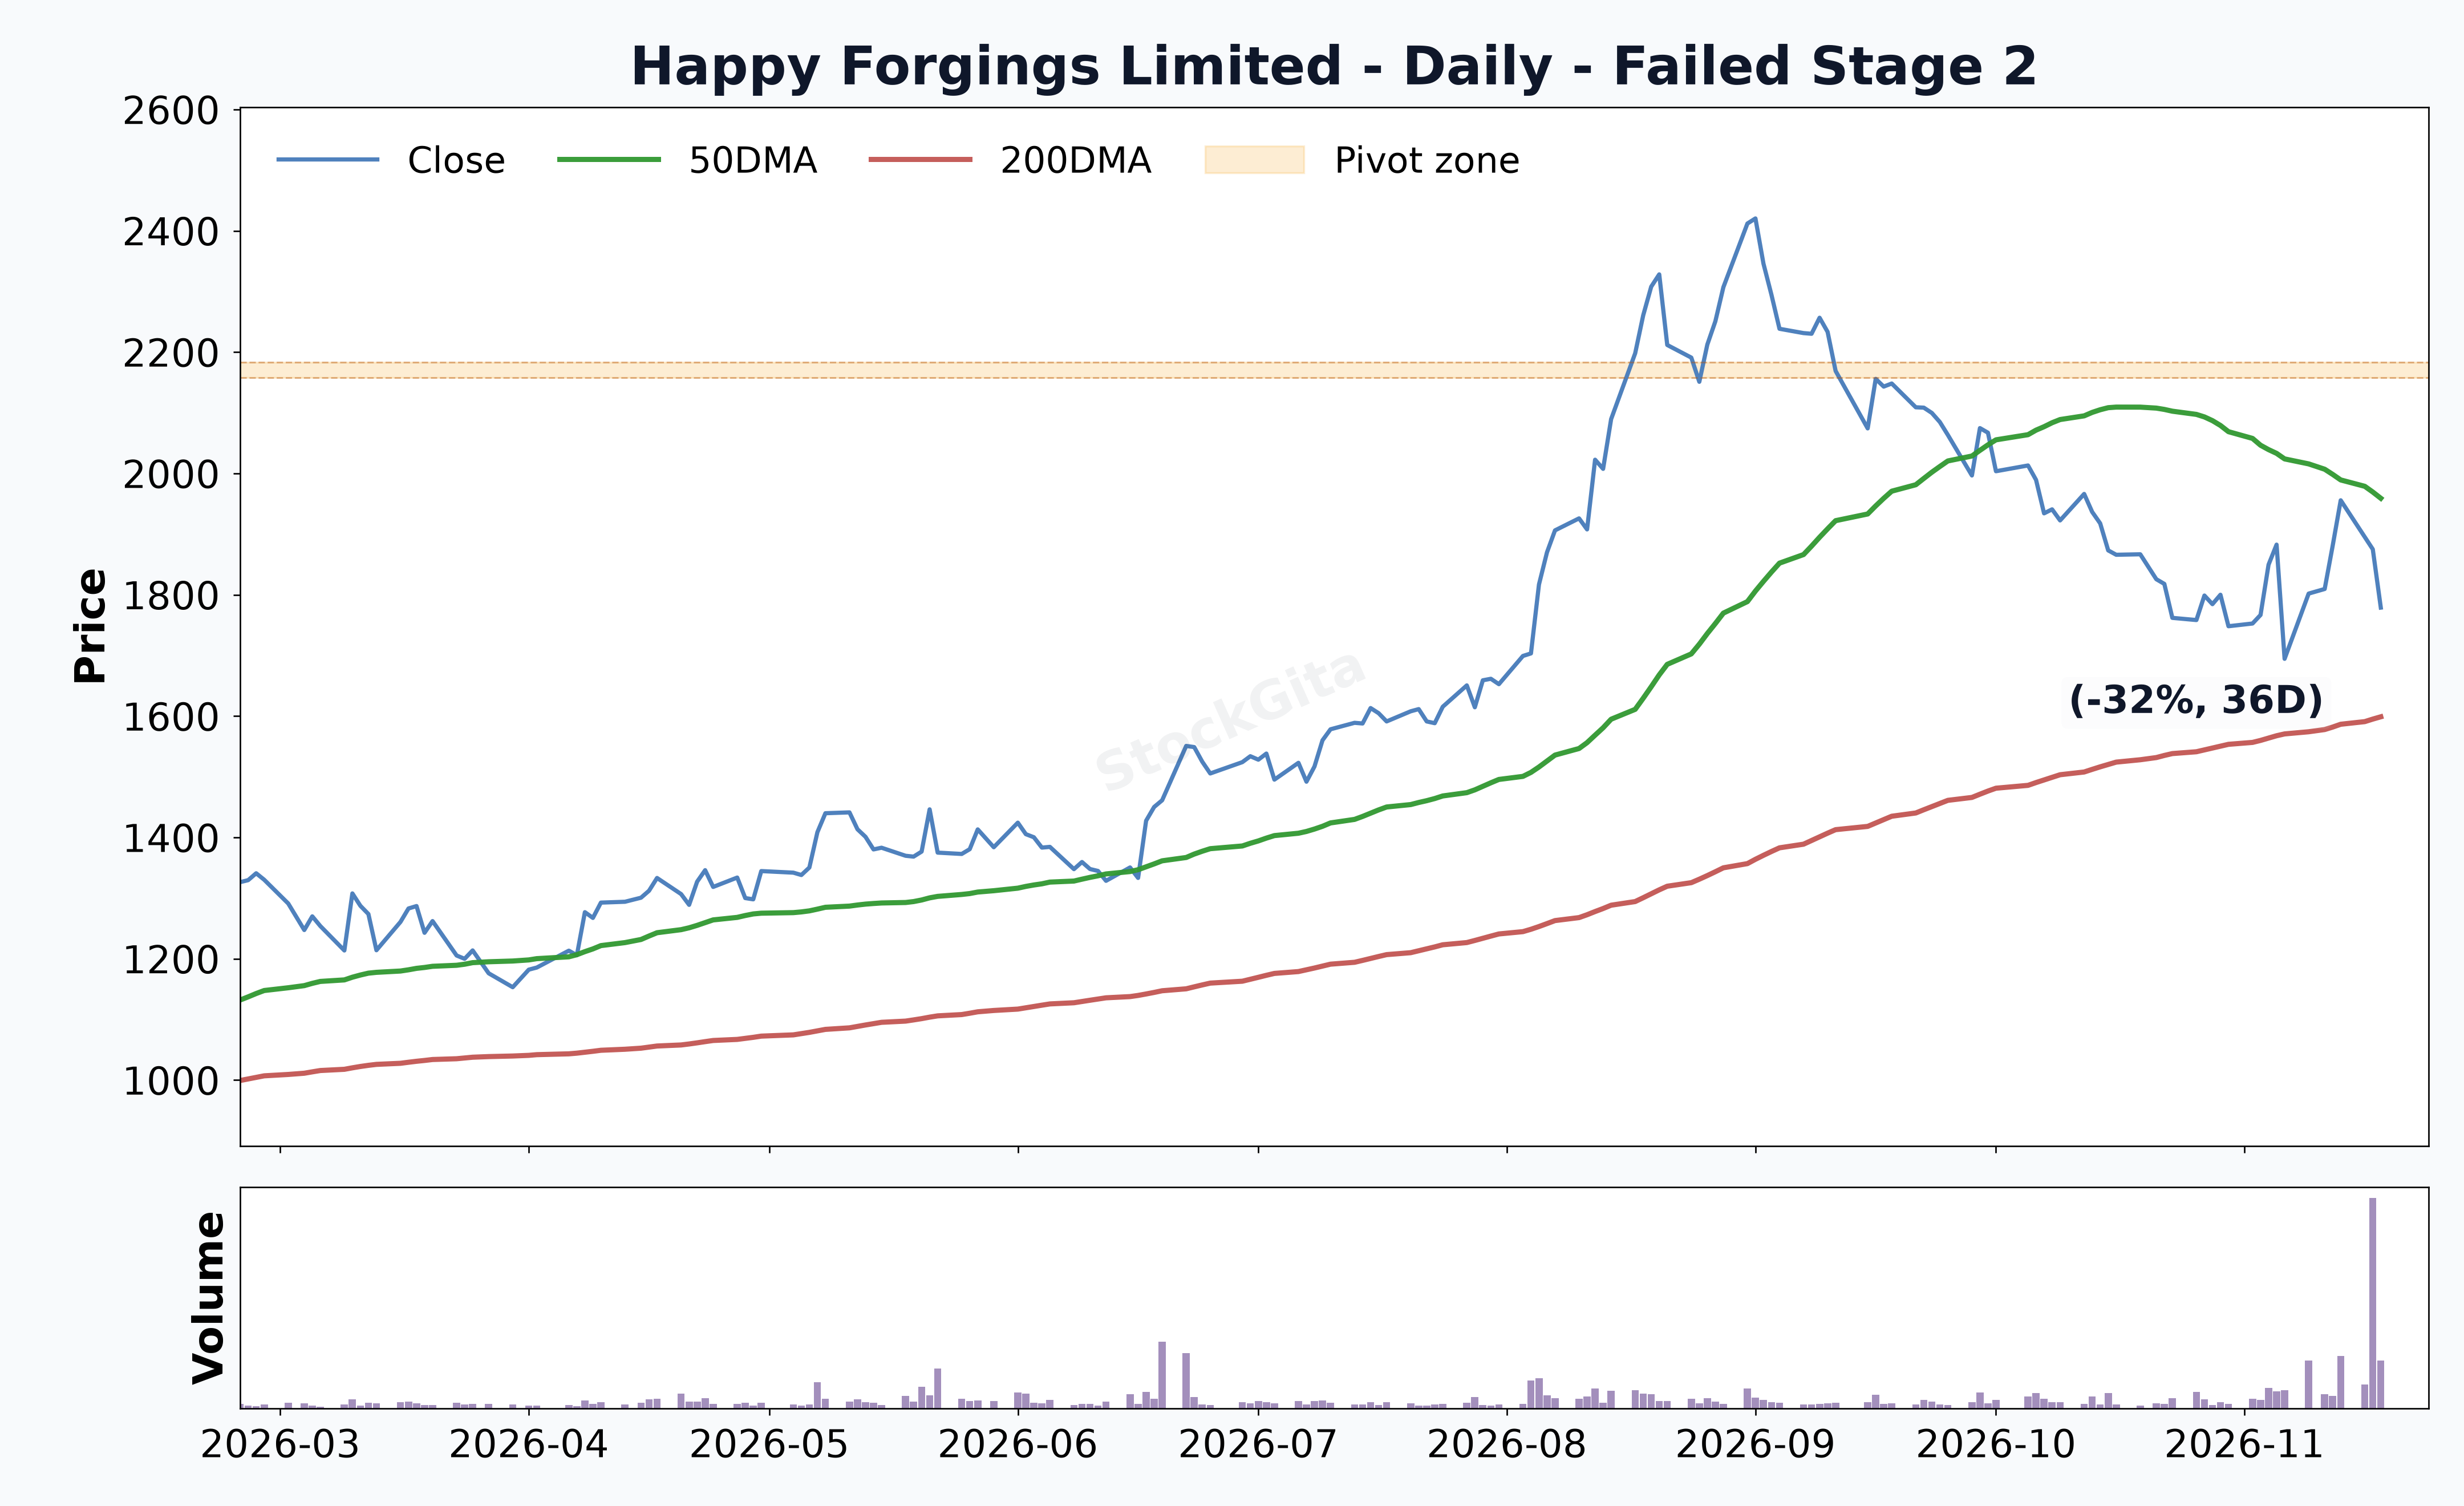 Happy Forgings Limited - Daily - Failed Stage 2
Close 50DMA 200DMA Pivot zone
2600
2400
2200
2000
1800
1600
1400
1200
1000
Price
StockGita
(-32%, 36D)
Volume
2026-03 2026-04 2026-05 2026-06 2026-07 2026-08 2026-09 2026-10 2026-11